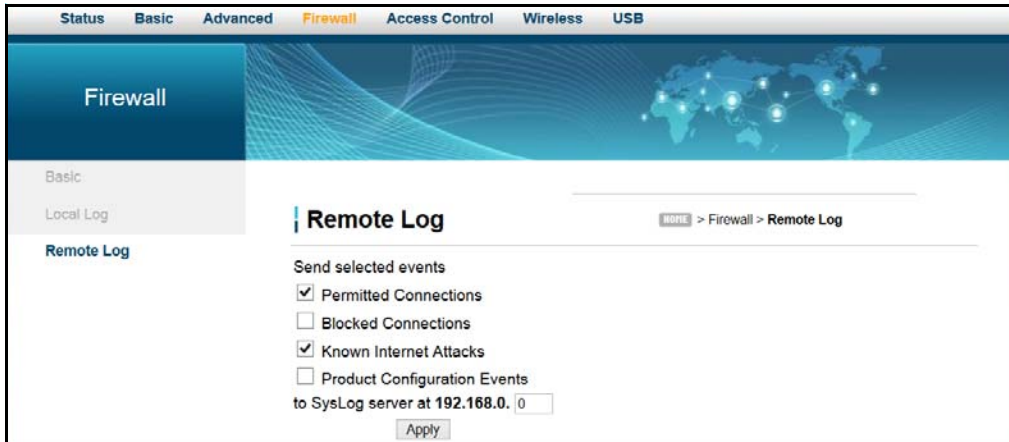 Status Basic Advanced Firewall Access Control Wireless USB
Firewall
Basic
Local Log
Remote Log
Remote Log
HOME > Firewall > Remote Log
Send selected events
Permitted Connections
Blocked Connections
Known Internet Attacks
Product Configuration Events
to SysLog server at 192.168.0. 0
Apply